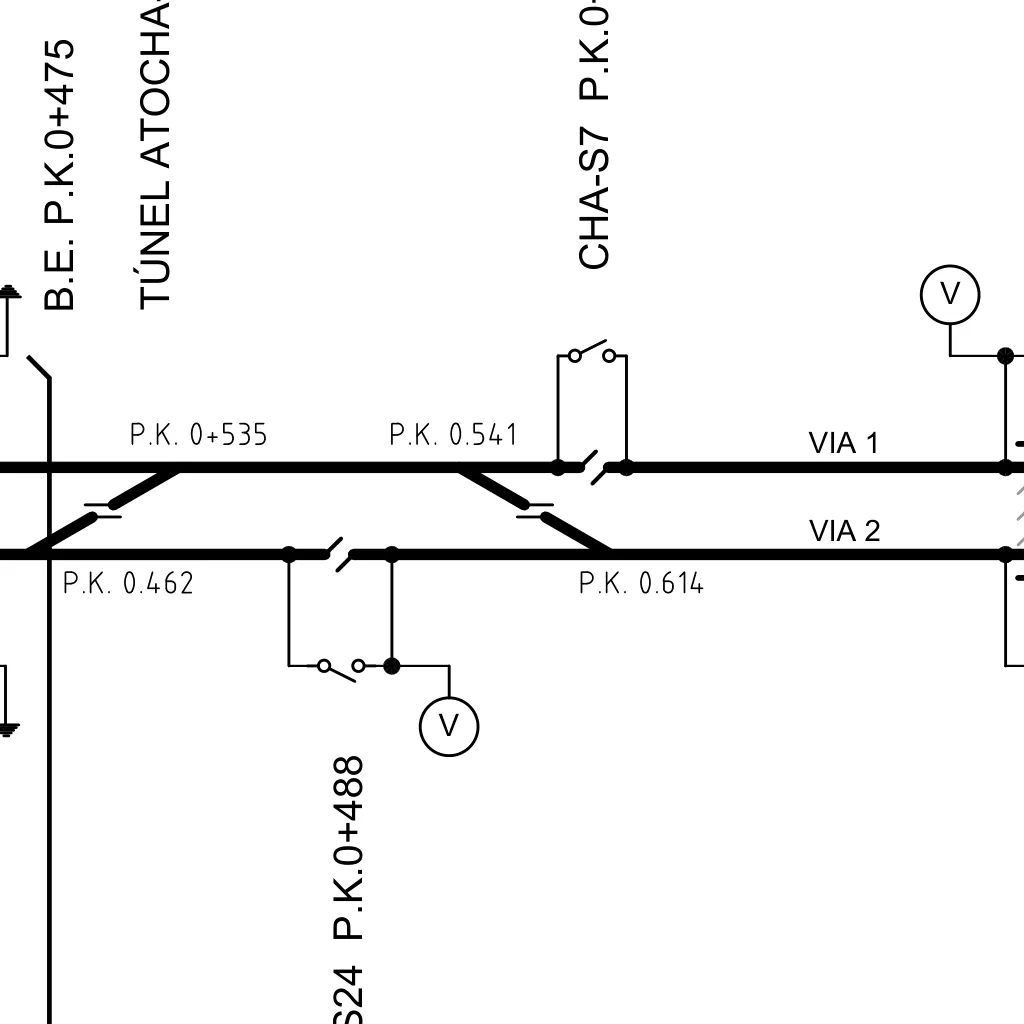 B.E. P.K.0+475
TÚNEL ATOCHA-
CHA-S7 P.K.0+
V
P.K. 0+535
P.K. 0.541
VIA 1
VIA 2
P.K. 0.462
P.K. 0.614
V
S24 P.K.0+488